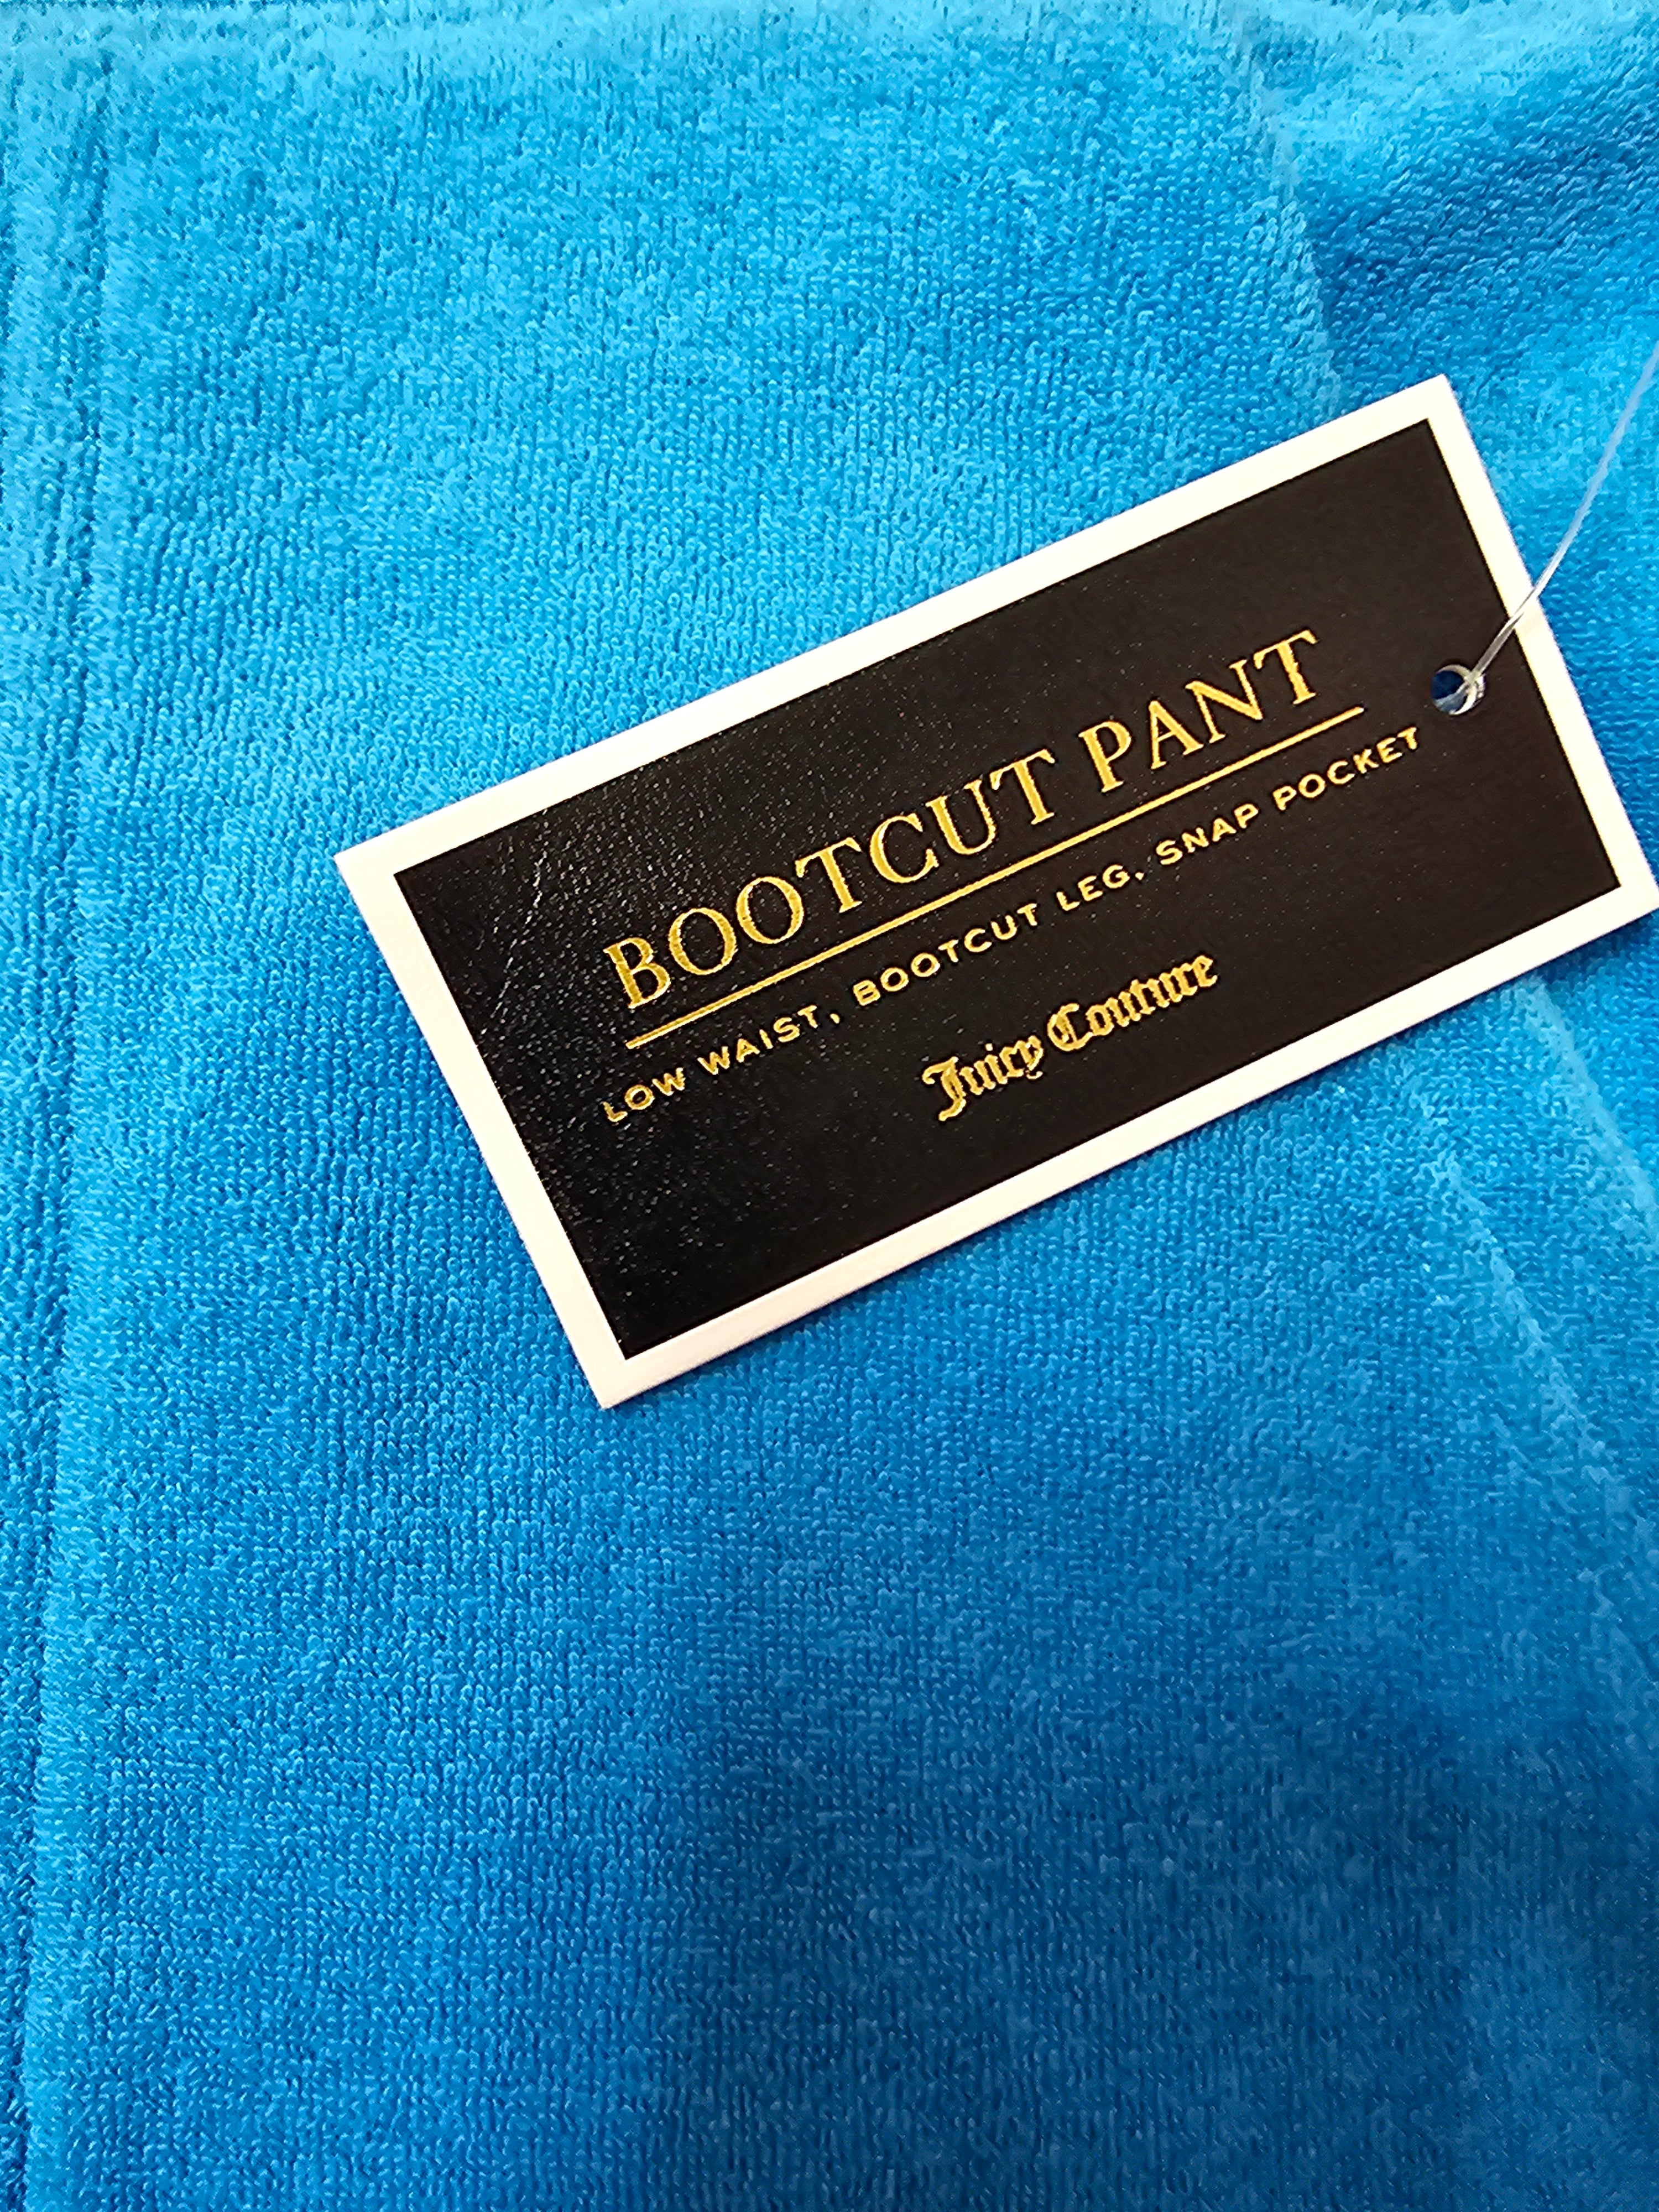 BOOTCUT PANT
LOW WAIST, BOOTCUT LEG, SNAP POCKET
Juicy Couture